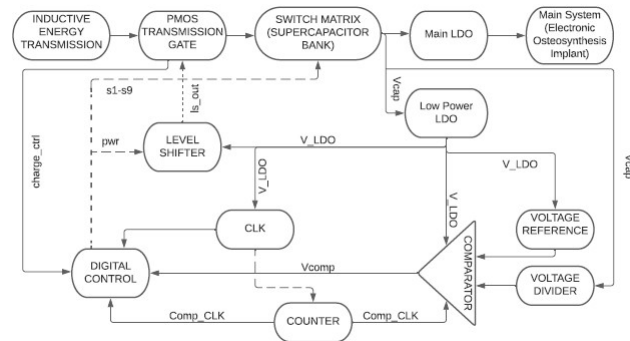 INDUCTIVE
ENERGY
TRANSMISSION
PMOS
TRANSMISSION
GATE
SWITCH MATRIX
(SUPERCAPACITOR
BANK)
Main LDO
Main System
(Electronic
Osteosynthesis
Implant)
s1-s9
ls_out
Vcap
Low Power
LDO
charge_ctrl
pwr
LEVEL
SHIFTER
V_LDO
V_LDO
V_LDO
V_LDO
Vcap
CLK
VOLTAGE
REFERENCE
COMPARATOR
DIGITAL
CONTROL
Vcomp
VOLTAGE
DIVIDER
Comp_CLK
COUNTER
Comp_CLK